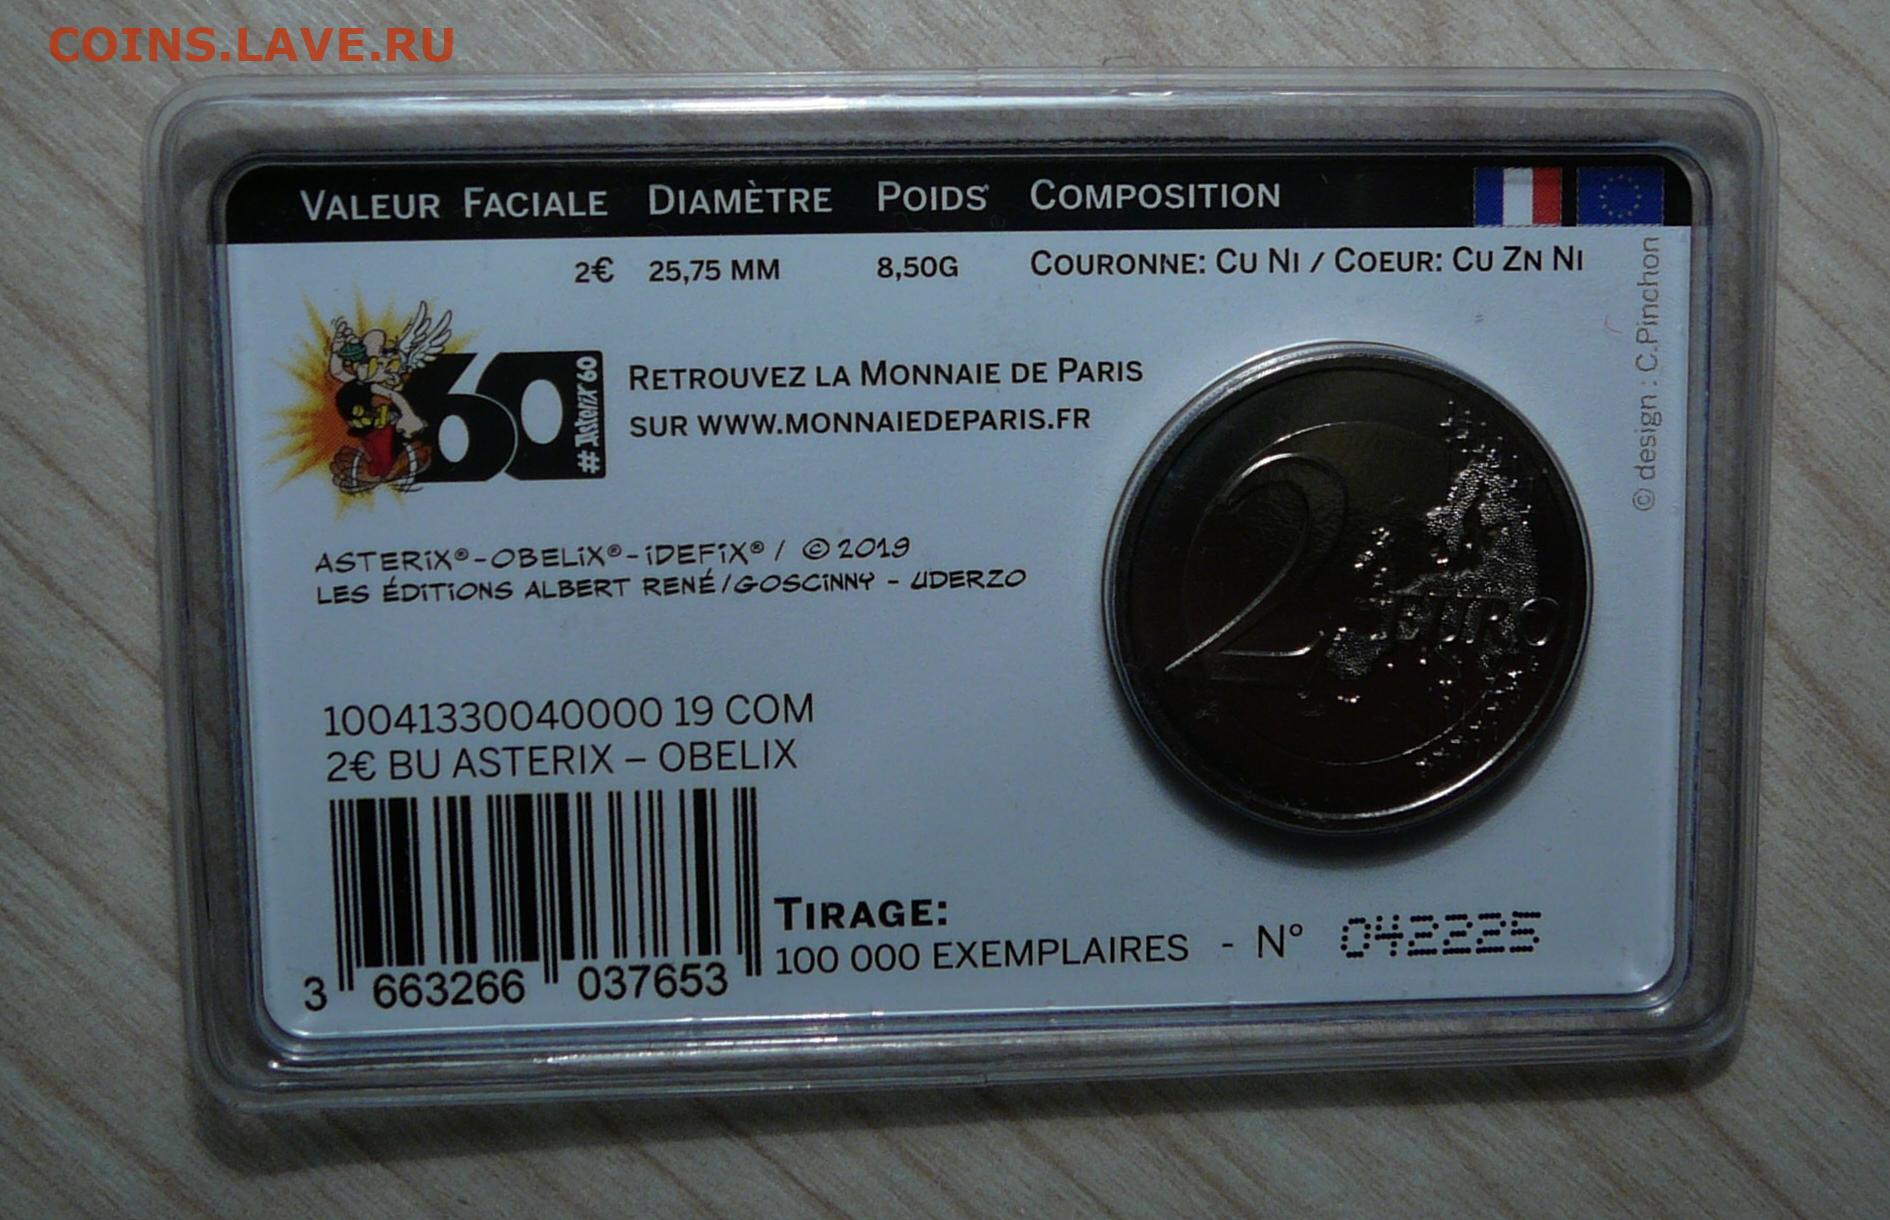 COINS.LAVE.RU
VALEUR FACIALE DIAMÈTRE POIDS COMPOSITION
2€ 25,75 MM 8,50G COURONNE: CU NI / COEUR: CU ZN NI
© design : C.Pinchon
60
#Asterix60
RETROUVEZ LA MONNAIE DE PARIS
SUR WWW.MONNAIEDEPARIS.FR
ASTERIX®-OBELIX®-IDEFIX® / © 2019
LES ÉDITIONS ALBERT RENÉ/GOSCINNY - UDERZO
2 EURO
10041330040000 19 COM
2€ BU ASTERIX – OBELIX
TIRAGE:
100 000 EXEMPLAIRES - N° 042225
3 663266 037653